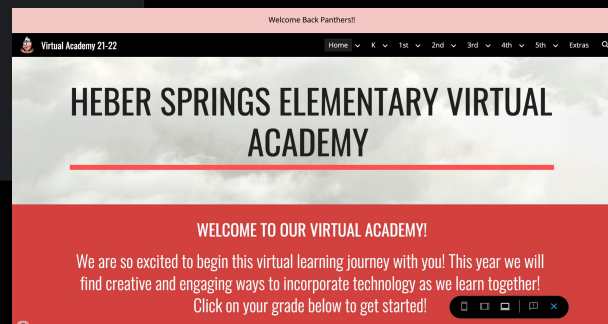 Welcome Back Panthers!!
Virtual Academy 21-22
Home K 1st 2nd 3rd 4th 5th Extras
HEBER SPRINGS ELEMENTARY VIRTUAL
ACADEMY
WELCOME TO OUR VIRTUAL ACADEMY!
We are so excited to begin this virtual learning journey with you! This year we will
find creative and engaging ways to incorporate technology as we learn together!
Click on your grade below to get started!